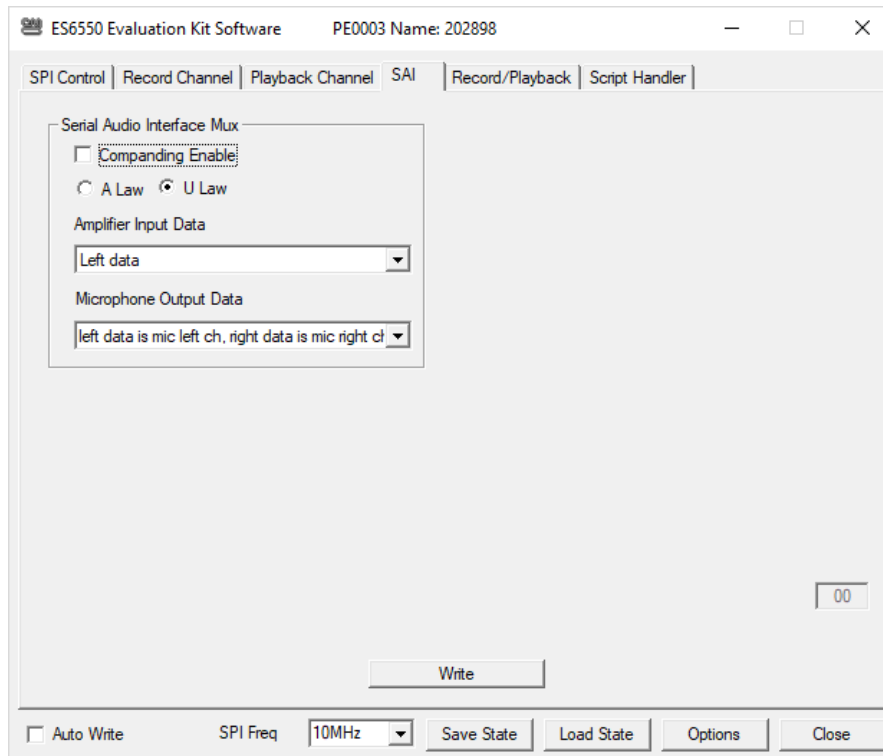 ES6550 Evaluation Kit Software PE0003 Name: 202898
SPI Control Record Channel Playback Channel SAI Record/Playback Script Handler
Serial Audio Interface Mux
Companding Enable
A Law U Law
Amplifier Input Data
Left data
Microphone Output Data
left data is mic left ch, right data is mic right ch
00
Write
Auto Write SPI Freq 10MHz Save State Load State Options Close